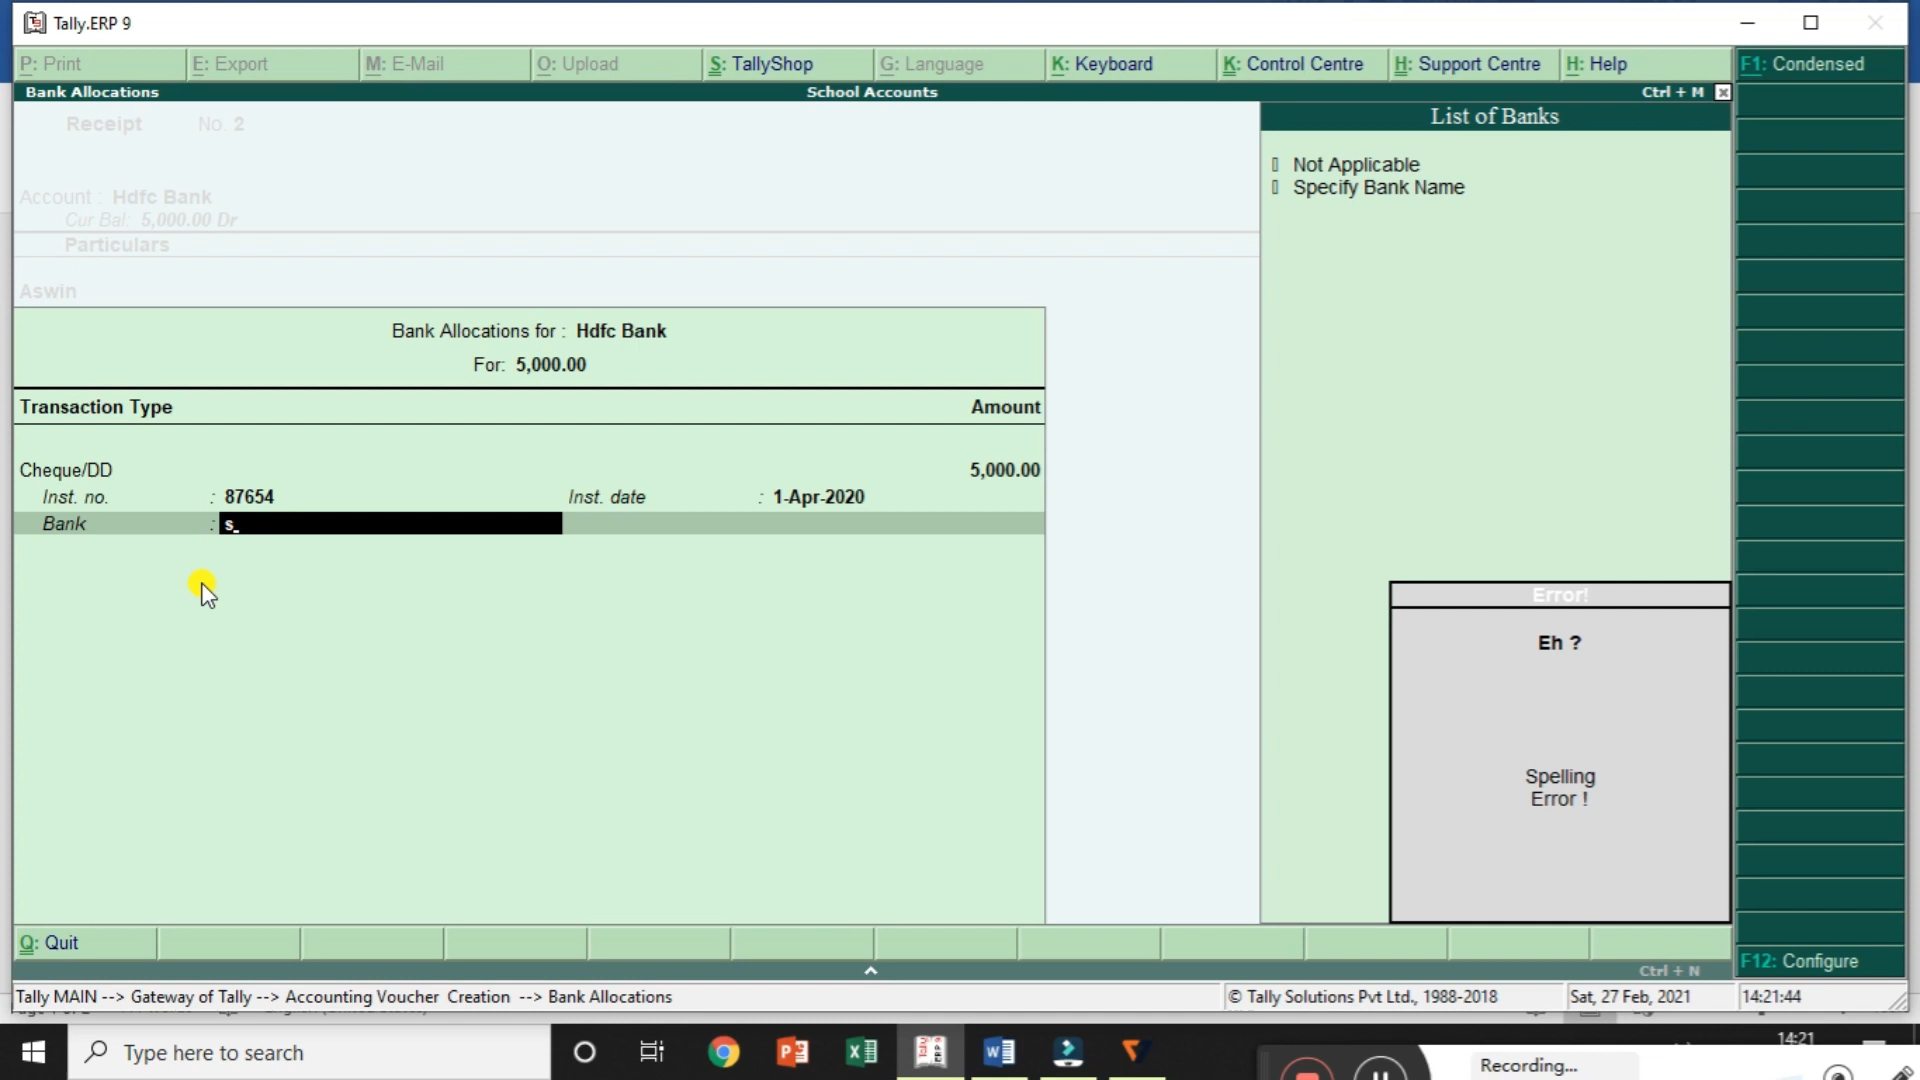 Tally.ERP 9
P: Print E: Export M: E-Mail O: Upload S: TallyShop G: Language K: Keyboard K: Control Centre H: Support Centre H: Help F1: Condensed
Bank Allocations School Accounts Ctrl + M
Receipt No. 2
List of Banks
Not Applicable
Specify Bank Name
Account : Hdfc Bank
Cur Bal: 5,000.00 Dr
Particulars
Aswin
Bank Allocations for : Hdfc Bank
For: 5,000.00
Transaction Type Amount
Cheque/DD 5,000.00
Inst. no. : 87654 Inst. date : 1-Apr-2020
Bank : s
Error!
Eh ?
Spelling
Error !
Q: Quit
F12: Configure
Ctrl + N
Tally MAIN --> Gateway of Tally --> Accounting Voucher Creation --> Bank Allocations © Tally Solutions Pvt Ltd., 1988-2018 Sat, 27 Feb, 2021 14:21:44
Type here to search
14:21
Recording...